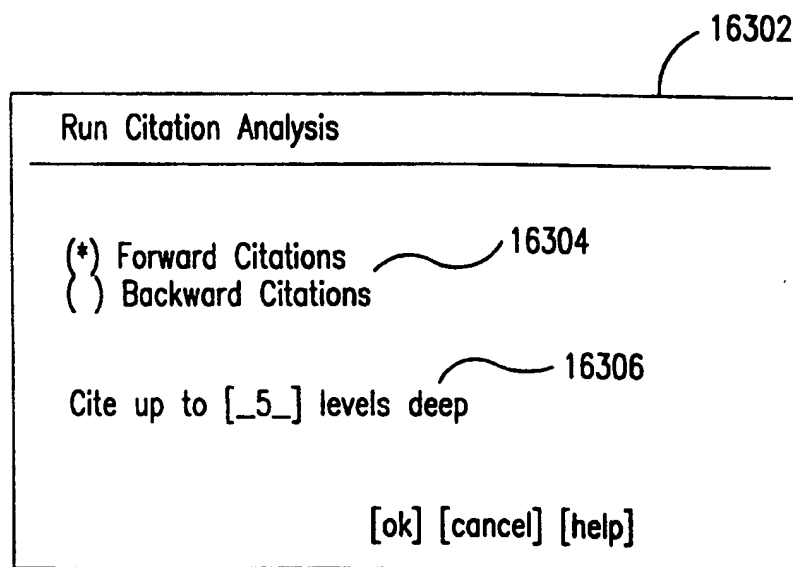 16302
Run Citation Analysis
(*) Forward Citations
16304
( ) Backward Citations
16306
Cite up to [_5_] levels deep
[ok] [cancel] [help]